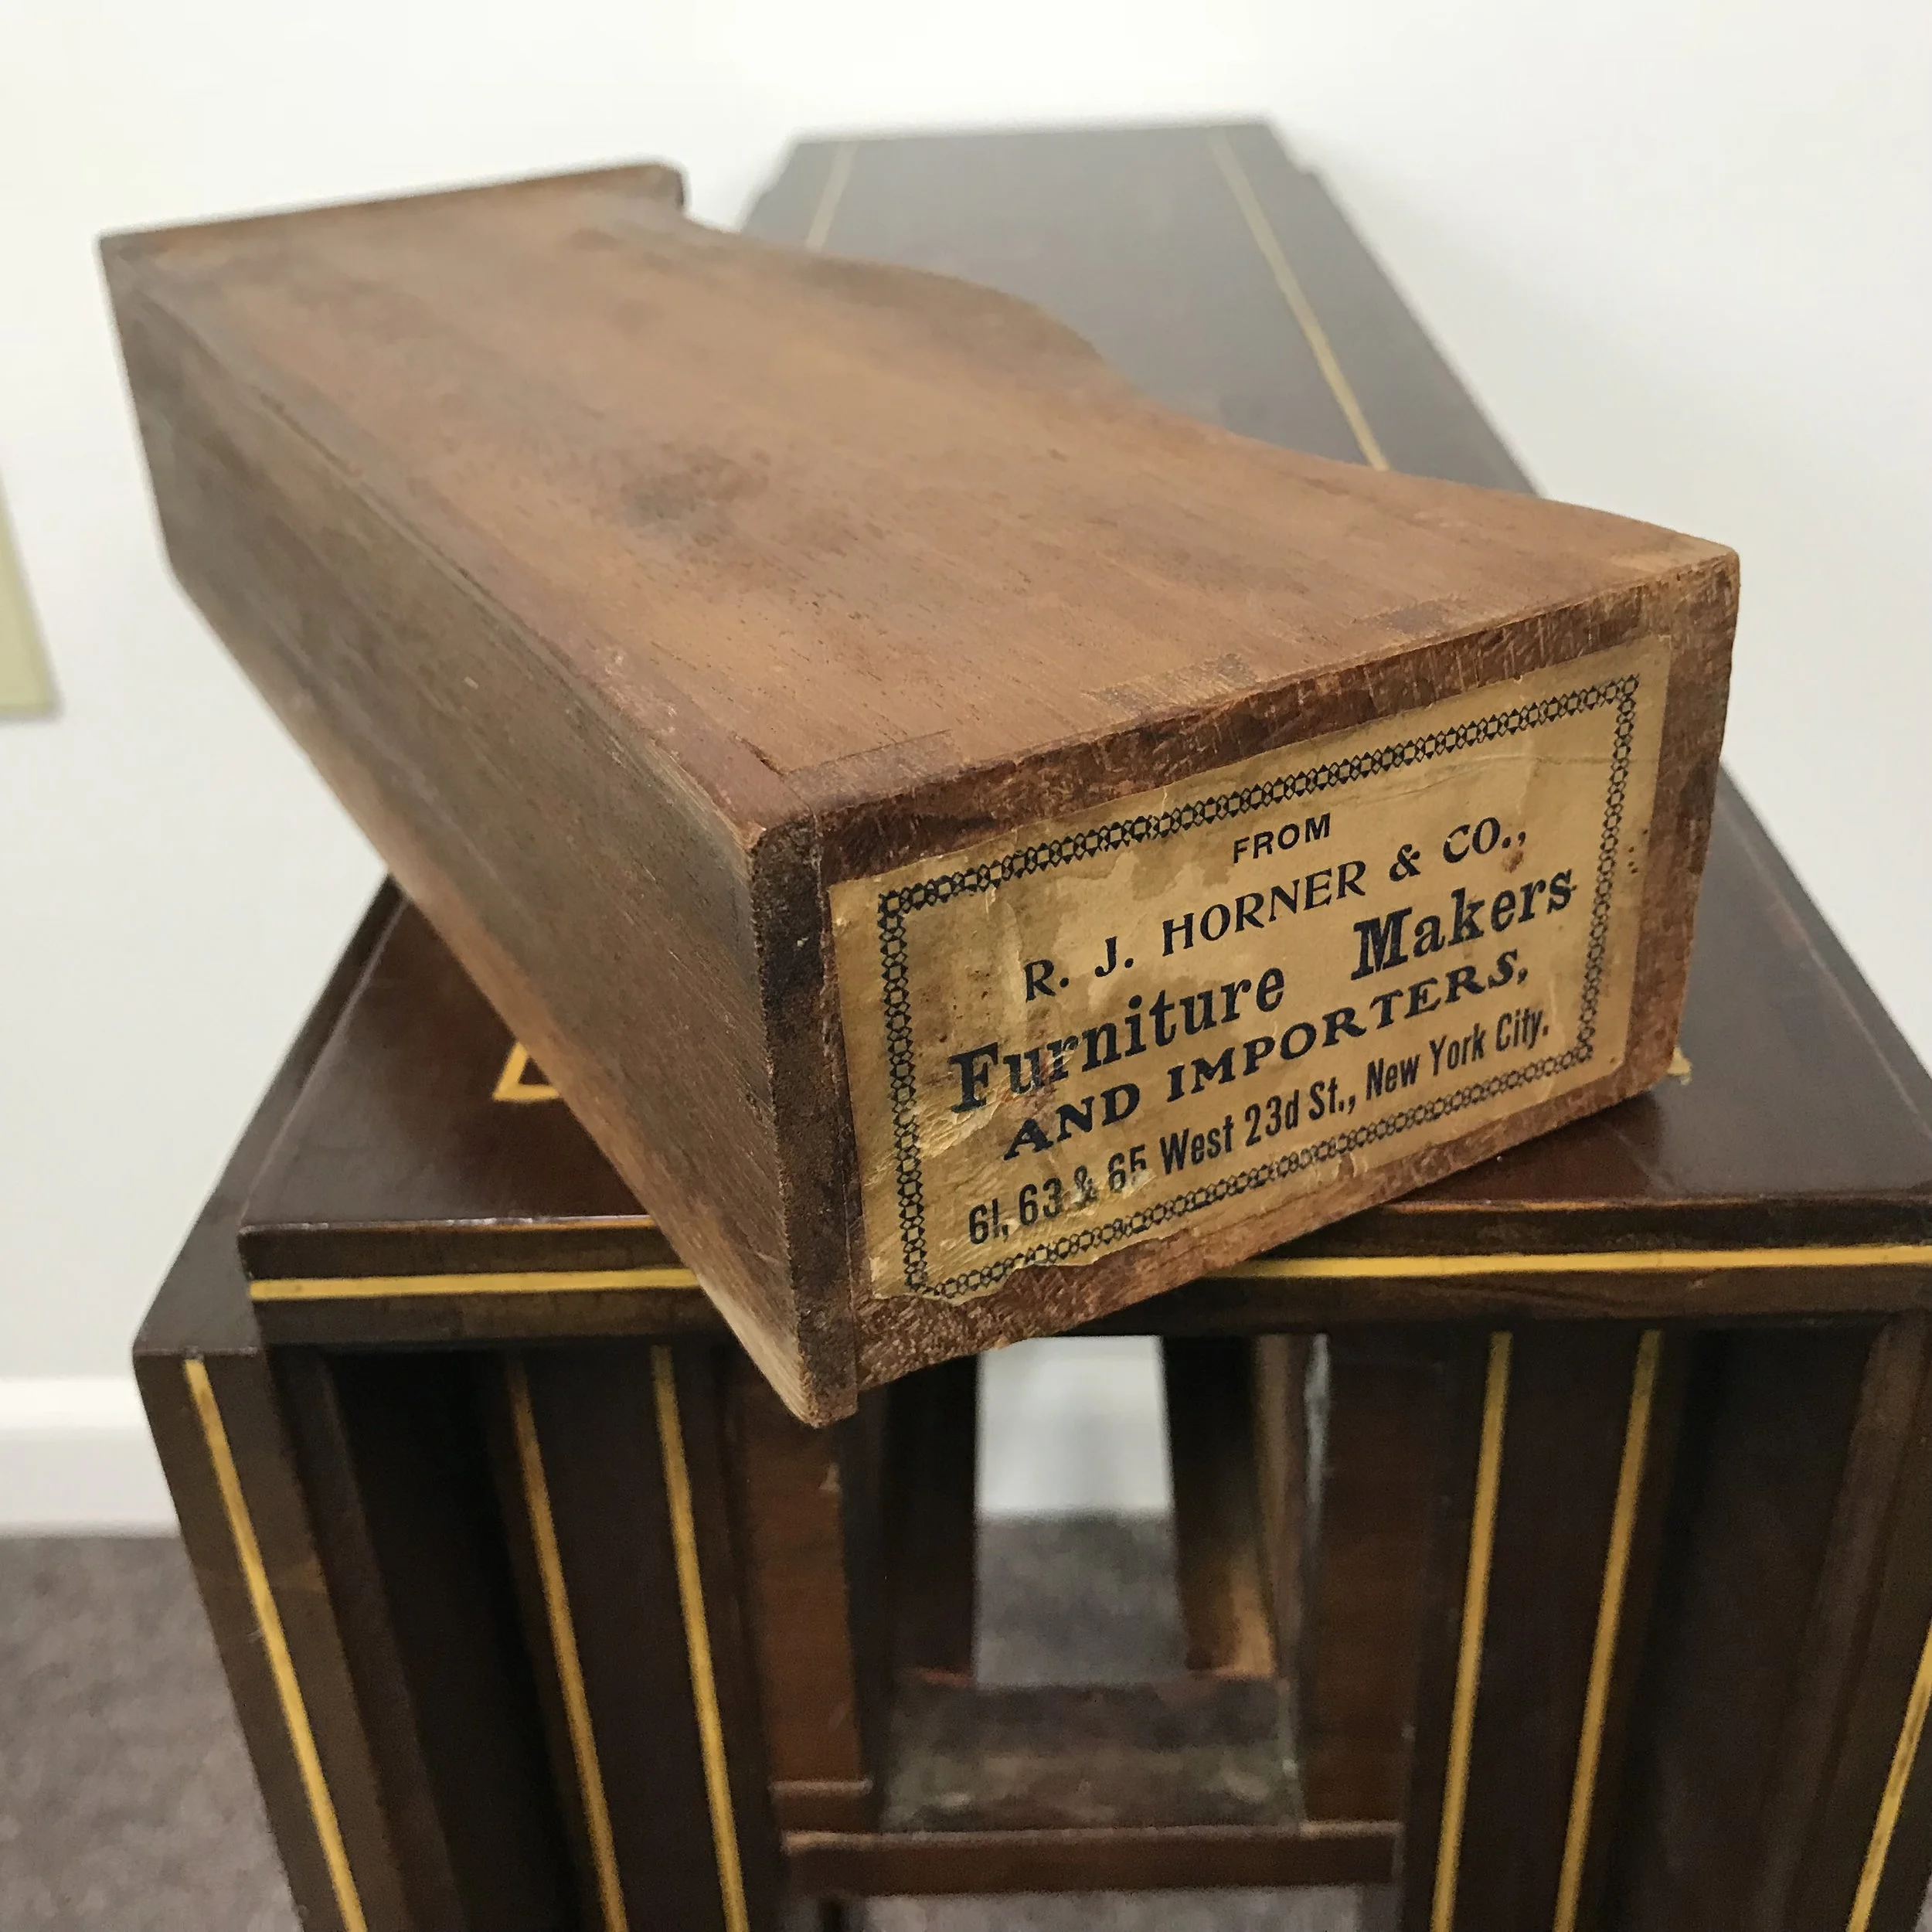 FROM
R. J. HORNER & CO.,
Furniture Makers
AND IMPORTERS,
61, 63 & 65 West 23d St., New York City.